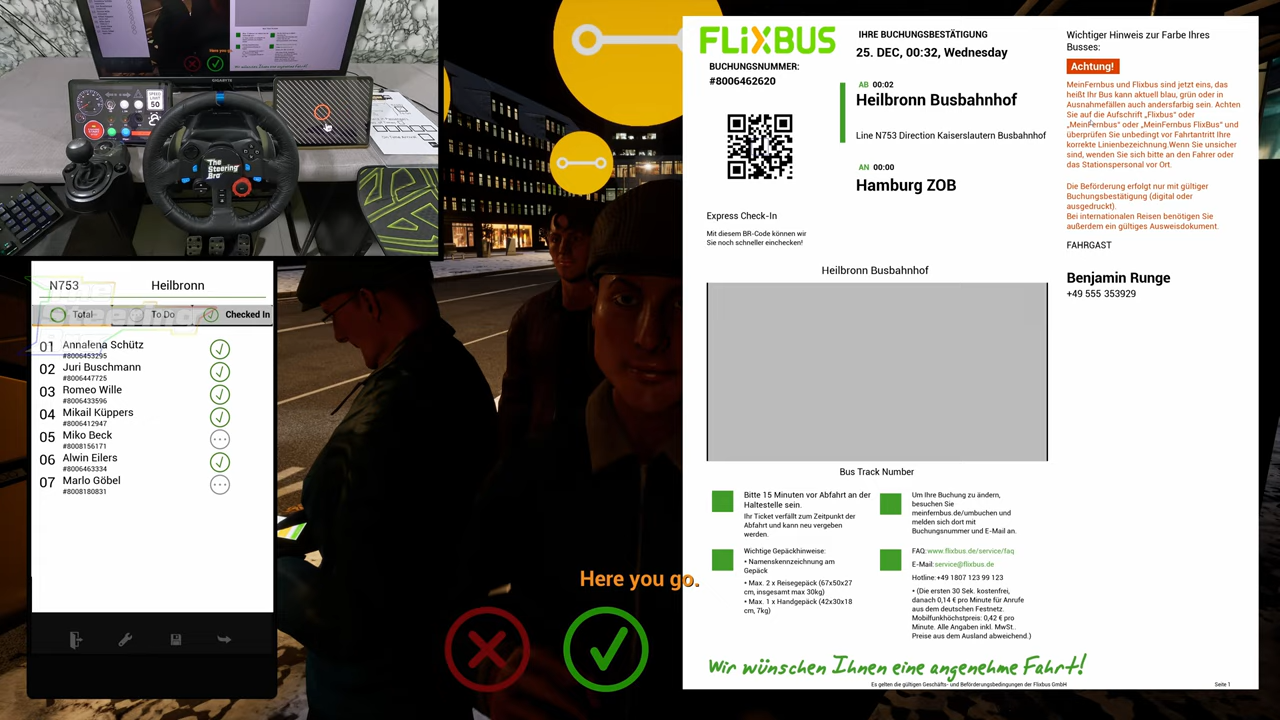 SPEED
LIMIT
50
GIGABYTE
The
Steering
Bro
N753
Heilbronn
Total
To Do
Checked In
01
Annalena Schütz
#8006453295
02
Juri Buschmann
#8006447725
03
Romeo Wille
#8006433596
04
Mikail Küppers
#8006412947
05
Miko Beck
#8008156171
06
Alwin Eilers
#8006463334
07
Marlo Göbel
#8008180831
Here you go.
FLiXBUS
BUCHUNGSNUMMER:
#8006462620
IHRE BUCHUNGSBESTÄTIGUNG
25. DEC, 00:32, Wednesday
AB 00:02
Heilbronn Busbahnhof
Line N753 Direction Kaiserslautern Busbahnhof
AN 00:00
Hamburg ZOB
Express Check-In
Mit diesem BR-Code können wir
Sie noch schneller einchecken!
Heilbronn Busbahnhof
Bus Track Number
Bitte 15 Minuten vor Abfahrt an der
Haltestelle sein.
Ihr Ticket verfällt zum Zeitpunkt der
Abfahrt und kann neu vergeben
werden.
Wichtige Gepäckhinweise:
• Namenskennzeichnung am
Gepäck
• Max. 2 x Reisegepäck (67x50x27
cm, insgesamt max 30kg)
• Max. 1 x Handgepäck (42x30x18
cm, 7kg)
Um Ihre Buchung zu ändern,
besuchen Sie
meinfernbus.de/umbuchen und
melden sich dort mit
Buchungsnummer und E-Mail an.
FAQ: www.flixbus.de/service/faq
E-Mail: service@flixbus.de
Hotline: +49 1807 123 99 123
• (Die ersten 30 Sek. kostenfrei,
danach 0,14 € pro Minute für Anrufe
aus dem deutschen Festnetz.
Mobilfunkhöchstpreis: 0,42 € pro
Minute. Alle Angaben inkl. MwSt..
Preise aus dem Ausland abweichend.)
Wir wünschen Ihnen eine angenehme Fahrt!
Es gelten die gültigen Geschäfts- und Beförderungsbedingungen der Flixbus GmbH
Seite 1
Wichtiger Hinweis zur Farbe Ihres
Busses:
Achtung!
MeinFernbus und Flixbus sind jetzt eins, das
heißt Ihr Bus kann aktuell blau, grün oder in
Ausnahmefällen auch andersfarbig sein. Achten
Sie auf die Aufschrift „Flixbus" oder
„MeinFernbus" oder „MeinFernbus FlixBus" und
überprüfen Sie unbedingt vor Fahrtantritt Ihre
korrekte Linienbezeichnung.Wenn Sie unsicher
sind, wenden Sie sich bitte an den Fahrer oder
das Stationspersonal vor Ort.
Die Beförderung erfolgt nur mit gültiger
Buchungsbestätigung (digital oder
ausgedruckt).
Bei internationalen Reisen benötigen Sie
außerdem ein gültiges Ausweisdokument.
FAHRGAST
Benjamin Runge
+49 555 353929